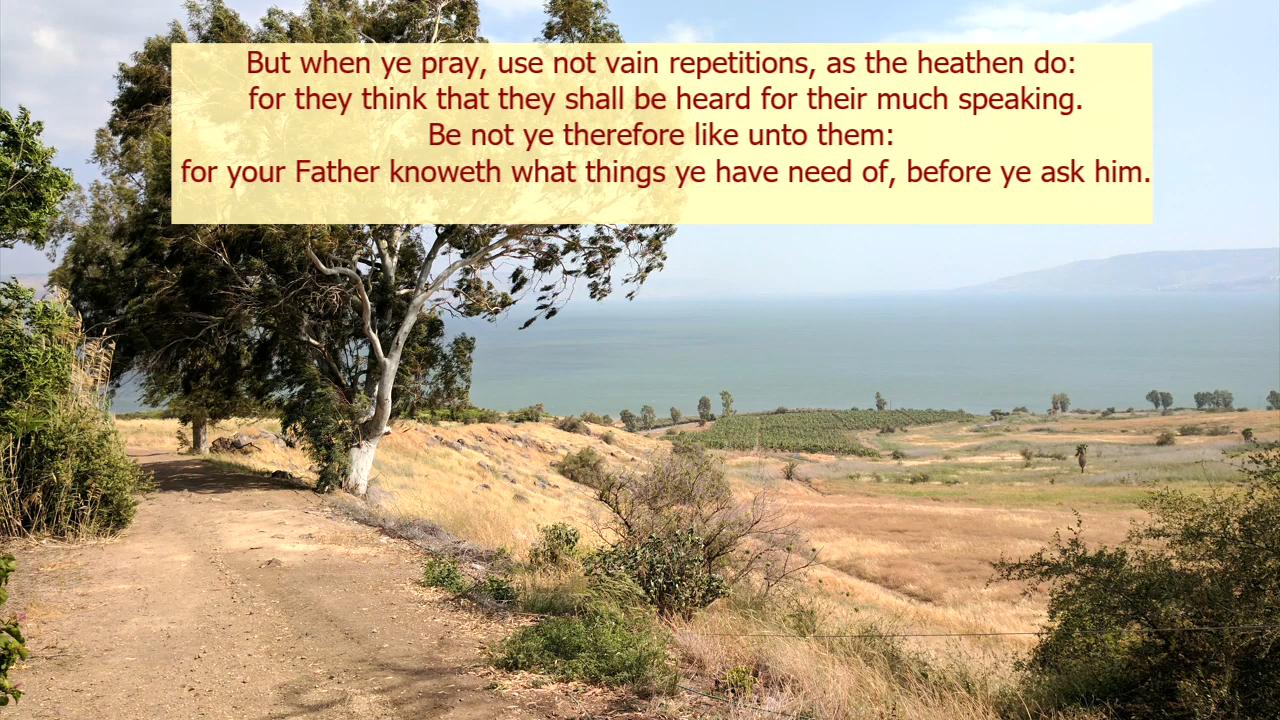 But when ye pray, use not vain repetitions, as the heathen do:
for they think that they shall be heard for their much speaking.
Be not ye therefore like unto them:
for your Father knoweth what things ye have need of, before ye ask him.